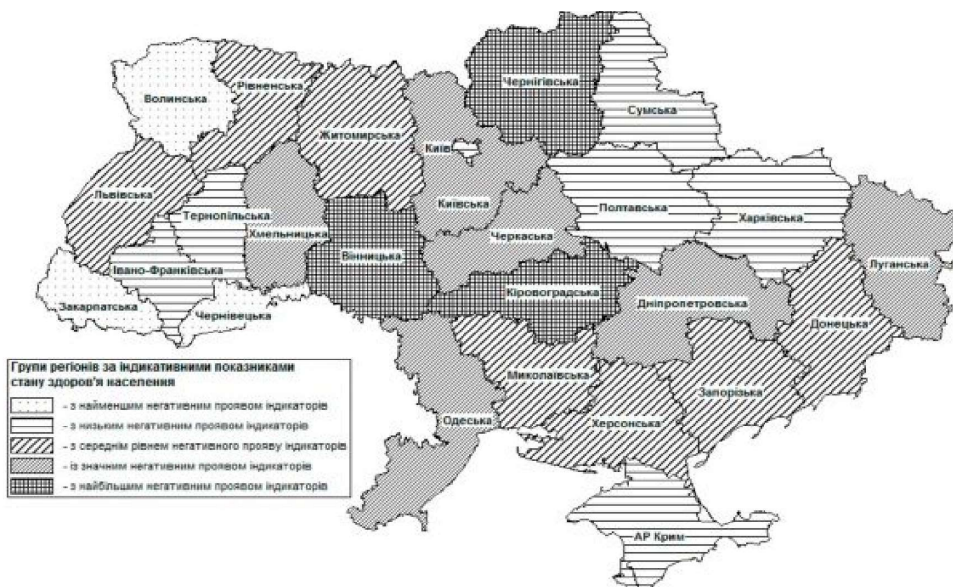 Чернігівська
Волинська
Рівненська
Сумська
Житомирська
Київ
Львівська
Тернопільська
Київська
Полтавська
Харківська
Хмельницька
Черкаська
Вінницька
Івано-Франківська
Луганська
Кіровоградська
Закарпатська
Чернівецька
Дніпропетровська
Донецька
Миколаївська
Запорізька
Одеська
Херсонська
АР Крим
Групи регіонів за індикативними показниками
стану здоров'я населення
- з найменшим негативним проявом індикаторів
- з низьким негативним проявом індикаторів
- з середнім рівнем негативного прояву індикаторів
- із значним негативним проявом індикаторів
- з найбільшим негативним проявом індикаторів